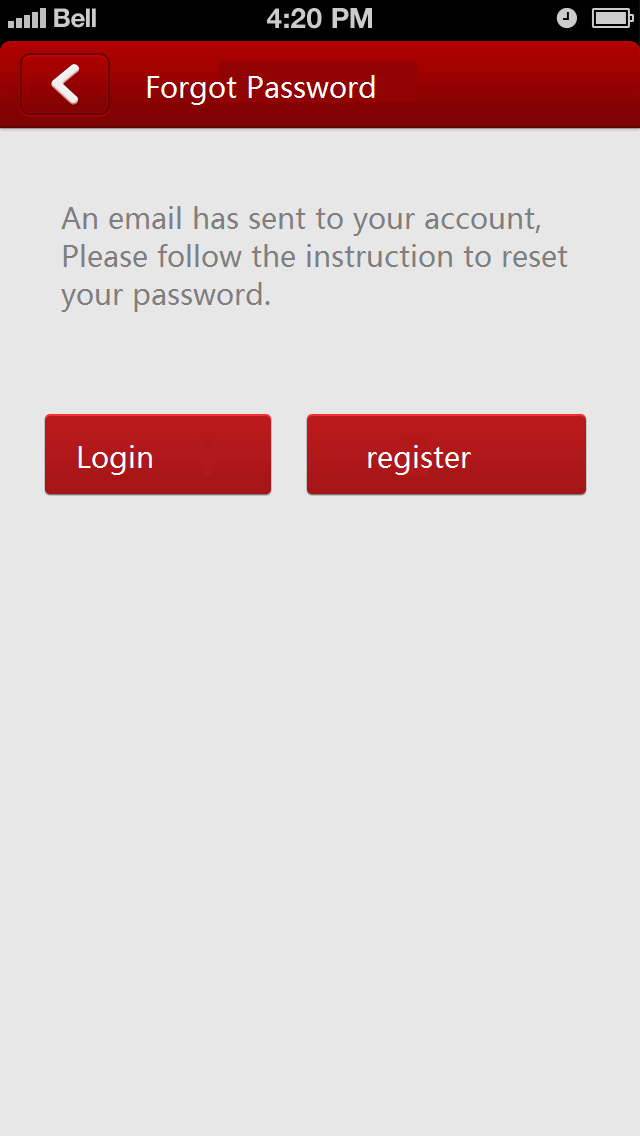 Bell 4:20 PM
Forgot Password
An email has sent to your account,
Please follow the instruction to reset
your password.
Login register